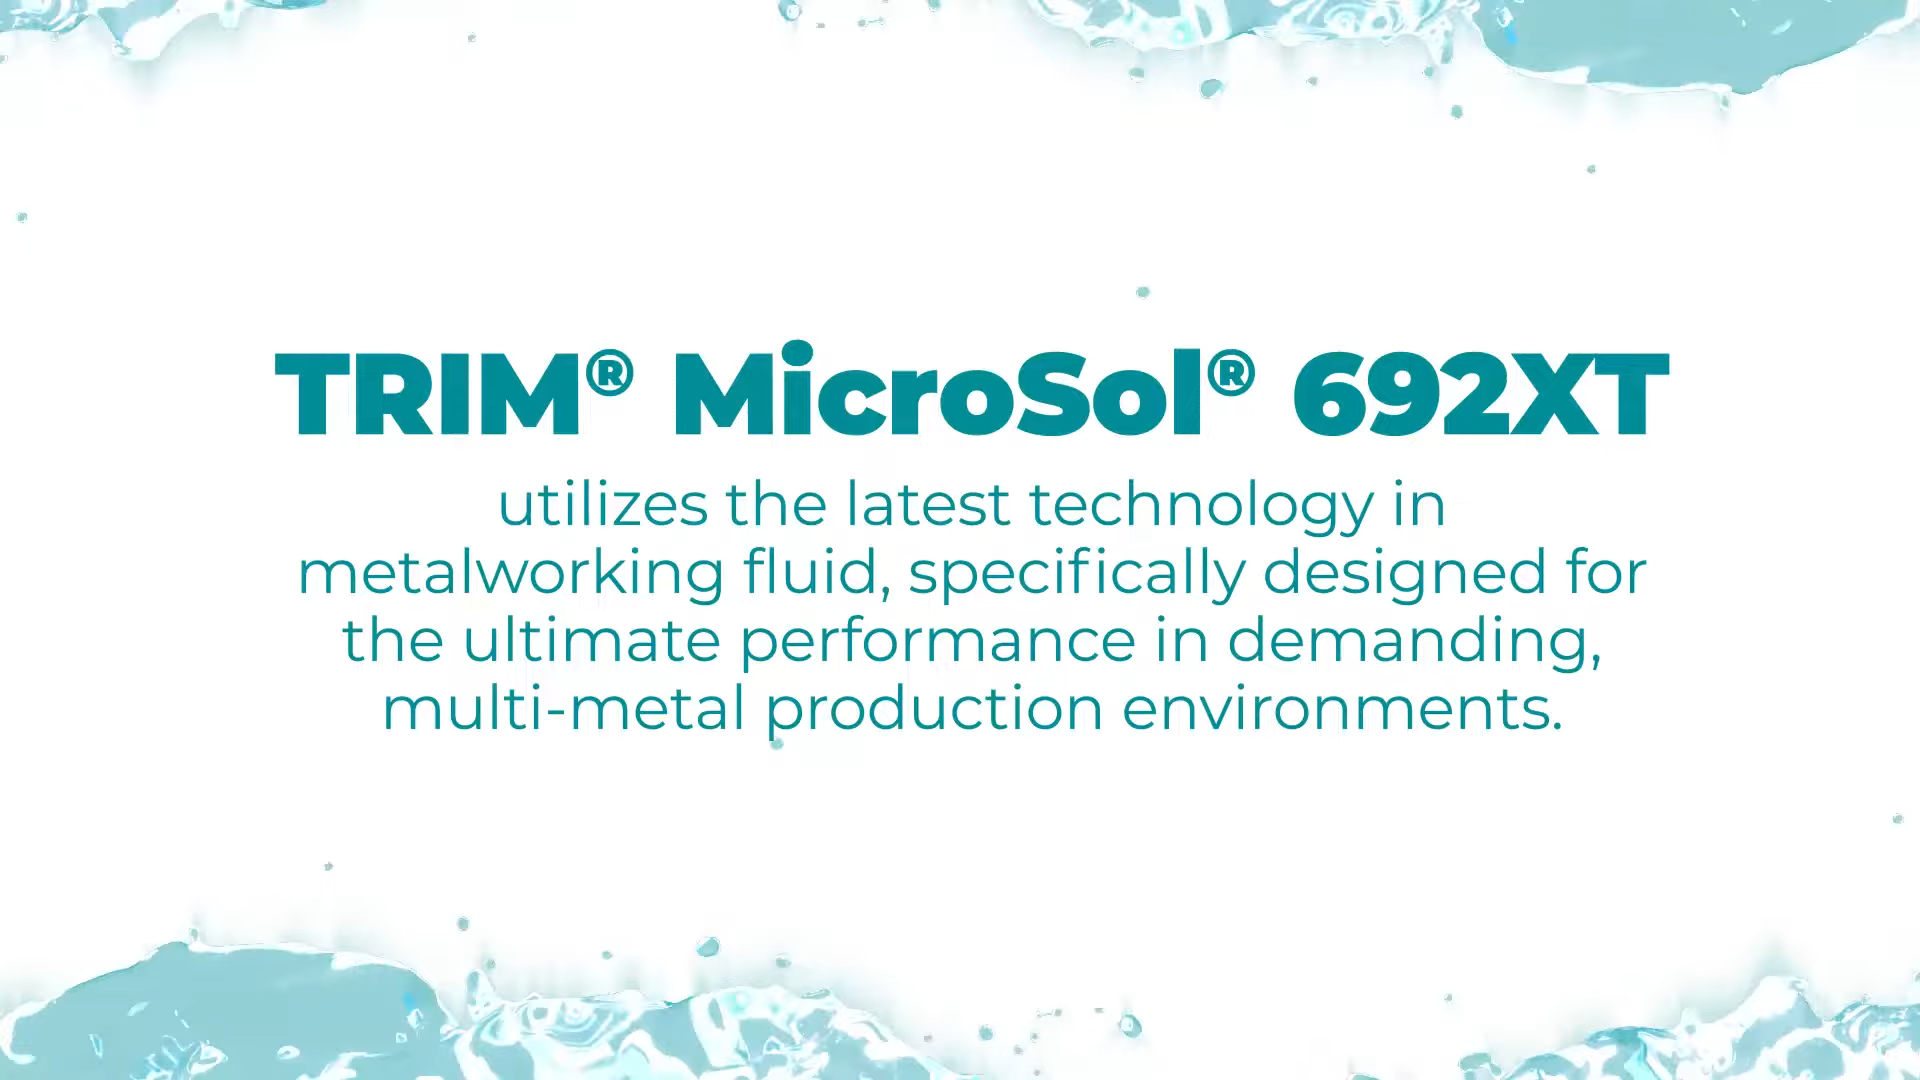 TRIM® MicroSol® 692XT
utilizes the latest technology in
metalworking fluid, specifically designed for
the ultimate performance in demanding,
multi-metal production environments.